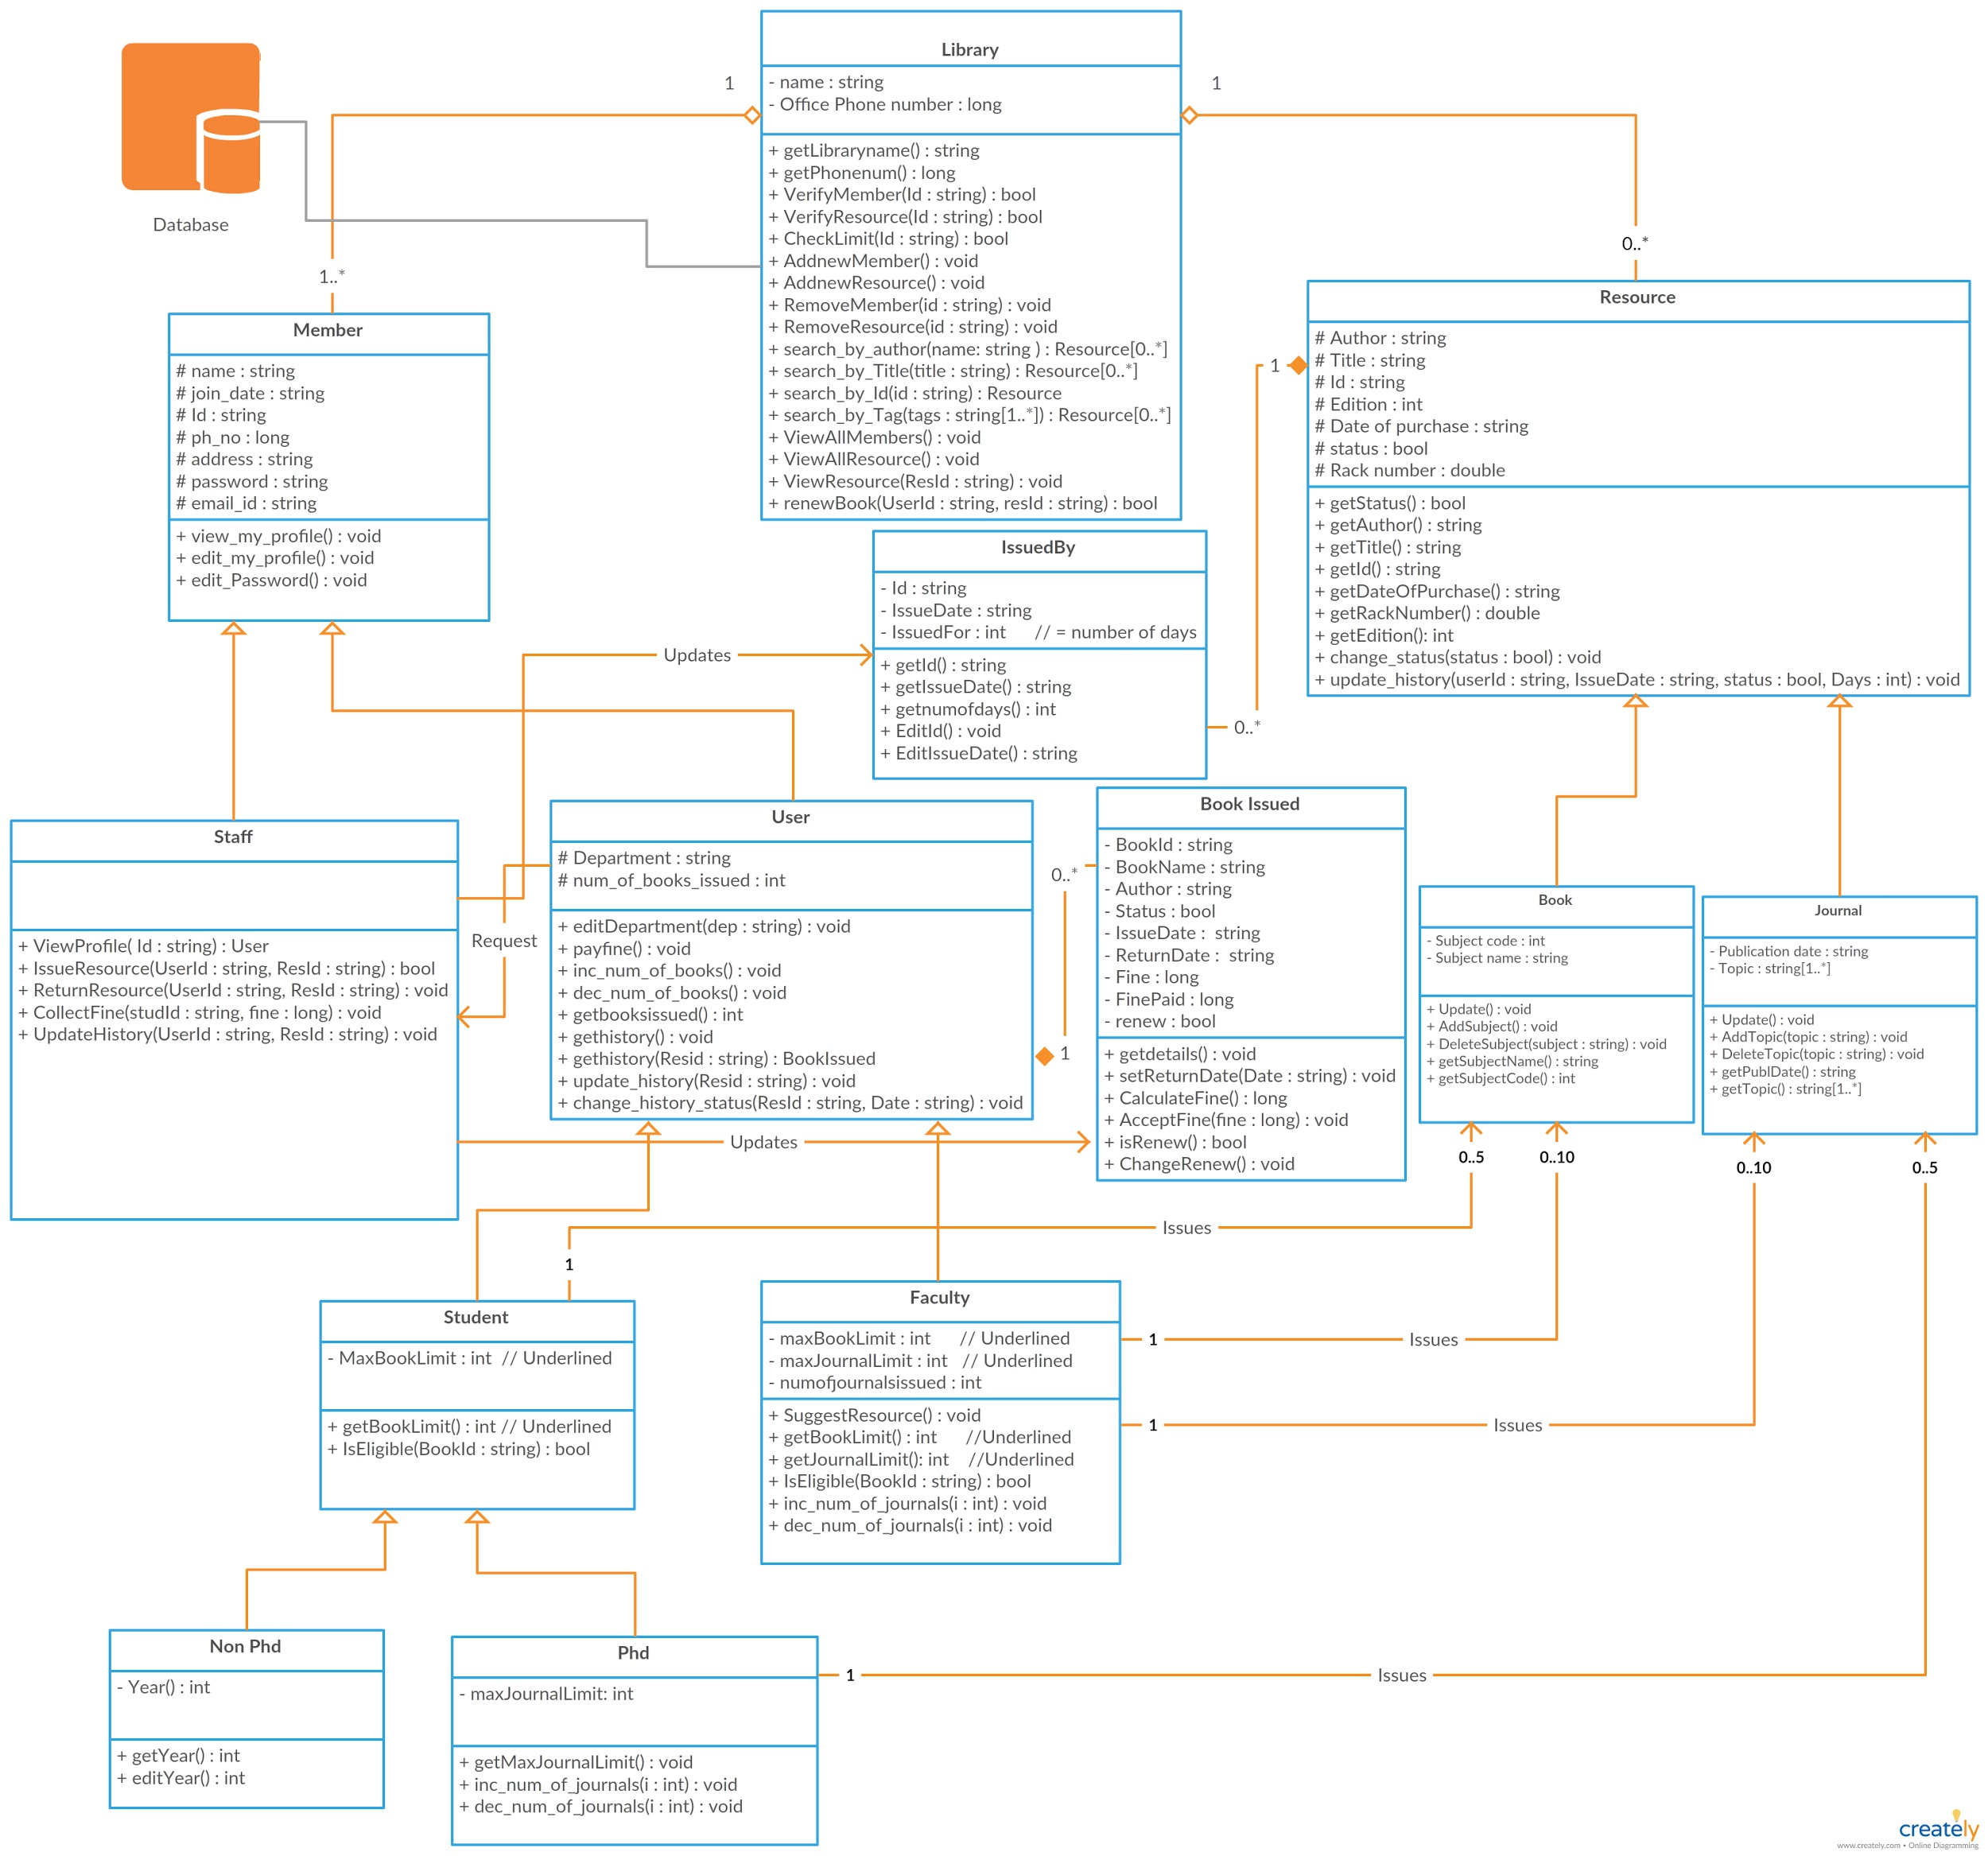 Database
1
Library
- name : string
- Office Phone number : long
+ getLibraryname() : string
+ getPhonenum() : long
+ VerifyMember(Id : string) : bool
+ VerifyResource(Id : string) : bool
+ CheckLimit(Id : string) : bool
+ AddnewMember() : void
+ AddnewResource() : void
+ RemoveMember(id : string) : void
+ RemoveResource(id : string) : void
+ search_by_author(name: string ) : Resource[0..*]
+ search_by_Title(title : string) : Resource[0..*]
+ search_by_Id(id : string) : Resource
+ search_by_Tag(tags : string[1..*]) : Resource[0..*]
+ ViewAllMembers() : void
+ ViewAllResource() : void
+ ViewResource(ResId : string) : void
+ renewBook(UserId : string, resId : string) : bool
1
0..*
1..*
Member
# name : string
# join_date : string
# Id : string
# ph_no : long
# address : string
# password : string
# email_id : string
+ view_my_profile() : void
+ edit_my_profile() : void
+ edit_Password() : void
Resource
# Author : string
# Title : string
# Id : string
# Edition : int
# Date of purchase : string
# status : bool
# Rack number : double
+ getStatus() : bool
+ getAuthor() : string
+ getTitle() : string
+ getId() : string
+ getDateOfPurchase() : string
+ getRackNumber() : double
+ getEdition(): int
+ change_status(status : bool) : void
+ update_history(userId : string, IssueDate : string, status : bool, Days : int) : void
1
0..*
IssuedBy
- Id : string
- IssueDate : string
- IssuedFor : int // = number of days
+ getId() : string
+ getIssueDate() : string
+ getnumofdays() : int
+ EditId() : void
+ EditIssueDate() : string
Updates
Staff
+ ViewProfile( Id : string) : User
+ IssueResource(UserId : string, ResId : string) : bool
+ ReturnResource(UserId : string, ResId : string) : void
+ CollectFine(studId : string, fine : long) : void
+ UpdateHistory(UserId : string, ResId : string) : void
Request
User
# Department : string
# num_of_books_issued : int
+ editDepartment(dep : string) : void
+ payfine() : void
+ inc_num_of_books() : void
+ dec_num_of_books() : void
+ getbooksissued() : int
+ gethistory() : void
+ gethistory(Resid : string) : BookIssued
+ update_history(Resid : string) : void
+ change_history_status(ResId : string, Date : string) : void
0..*
1
Book Issued
- BookId : string
- BookName : string
- Author : string
- Status : bool
- IssueDate : string
- ReturnDate : string
- Fine : long
- FinePaid : long
- renew : bool
+ getdetails() : void
+ setReturnDate(Date : string) : void
+ CalculateFine() : long
+ AcceptFine(fine : long) : void
+ isRenew() : bool
+ ChangeRenew() : void
Updates
Book
- Subject code : int
- Subject name : string
+ Update() : void
+ AddSubject() : void
+ DeleteSubject(subject : string) : void
+ getSubjectName() : string
+ getSubjectCode() : int
Journal
- Publication date : string
- Topic : string[1..*]
+ Update() : void
+ AddTopic(topic : string) : void
+ DeleteTopic(topic : string) : void
+ getPublDate() : string
+ getTopic() : string[1..*]
0..5
0..10
0..10
0..5
Issues
1
Student
- MaxBookLimit : int // Underlined
+ getBookLimit() : int // Underlined
+ IsEligible(BookId : string) : bool
Faculty
- maxBookLimit : int // Underlined
- maxJournalLimit : int // Underlined
- numofjournalsissued : int
+ SuggestResource() : void
+ getBookLimit() : int //Underlined
+ getJournalLimit(): int //Underlined
+ IsEligible(BookId : string) : bool
+ inc_num_of_journals(i : int) : void
+ dec_num_of_journals(i : int) : void
1
Issues
1
Issues
Non Phd
- Year() : int
+ getYear() : int
+ editYear() : int
Phd
- maxJournalLimit: int
+ getMaxJournalLimit() : void
+ inc_num_of_journals(i : int) : void
+ dec_num_of_journals(i : int) : void
1
Issues
creately
www.creately.com • Online Diagramming